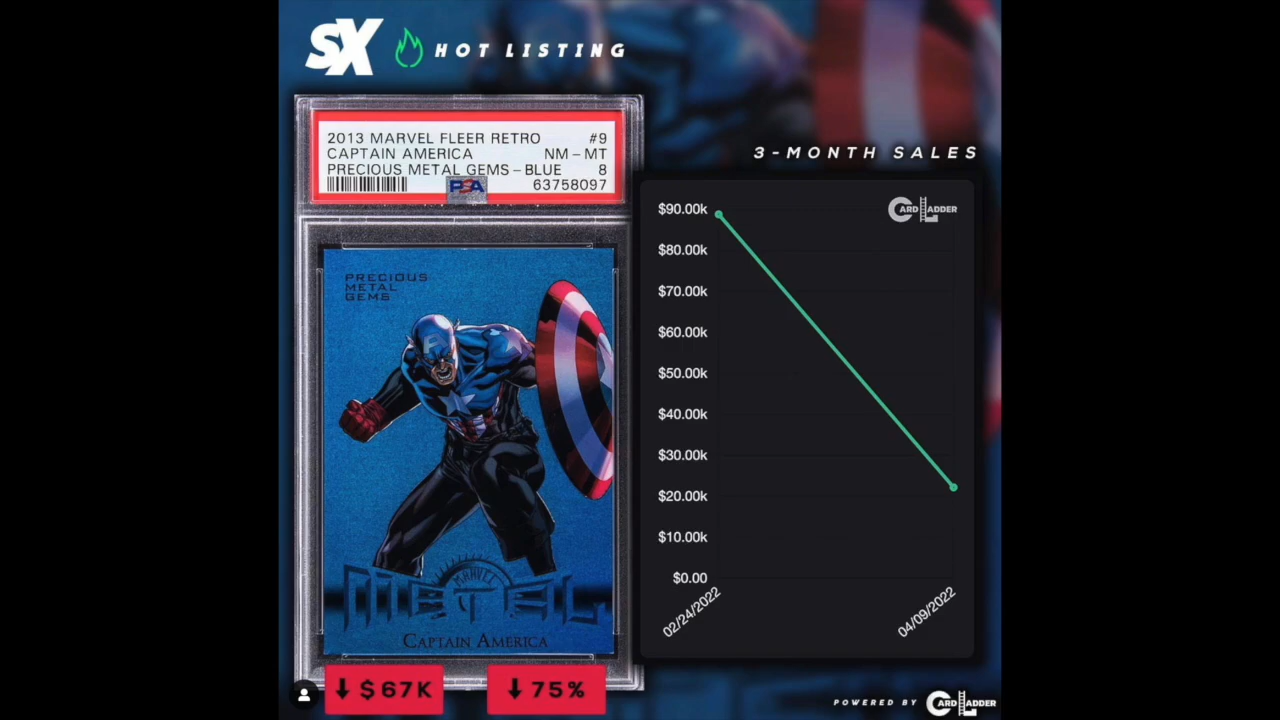 SX HOT LISTING
2013 MARVEL FLEER RETRO #9
CAPTAIN AMERICA NM-MT
PRECIOUS METAL GEMS-BLUE 8
PSA 63758097
PRECIOUS
METAL
GEMS
MARVEL
METAL
CAPTAIN AMERICA
↓ $67K
↓ 75%
3-MONTH SALES
CARD LADDER
$90.00k
$80.00k
$70.00k
$60.00k
$50.00k
$40.00k
$30.00k
$20.00k
$10.00k
$0.00
02/24/2022
04/09/2022
POWERED BY CARD LADDER